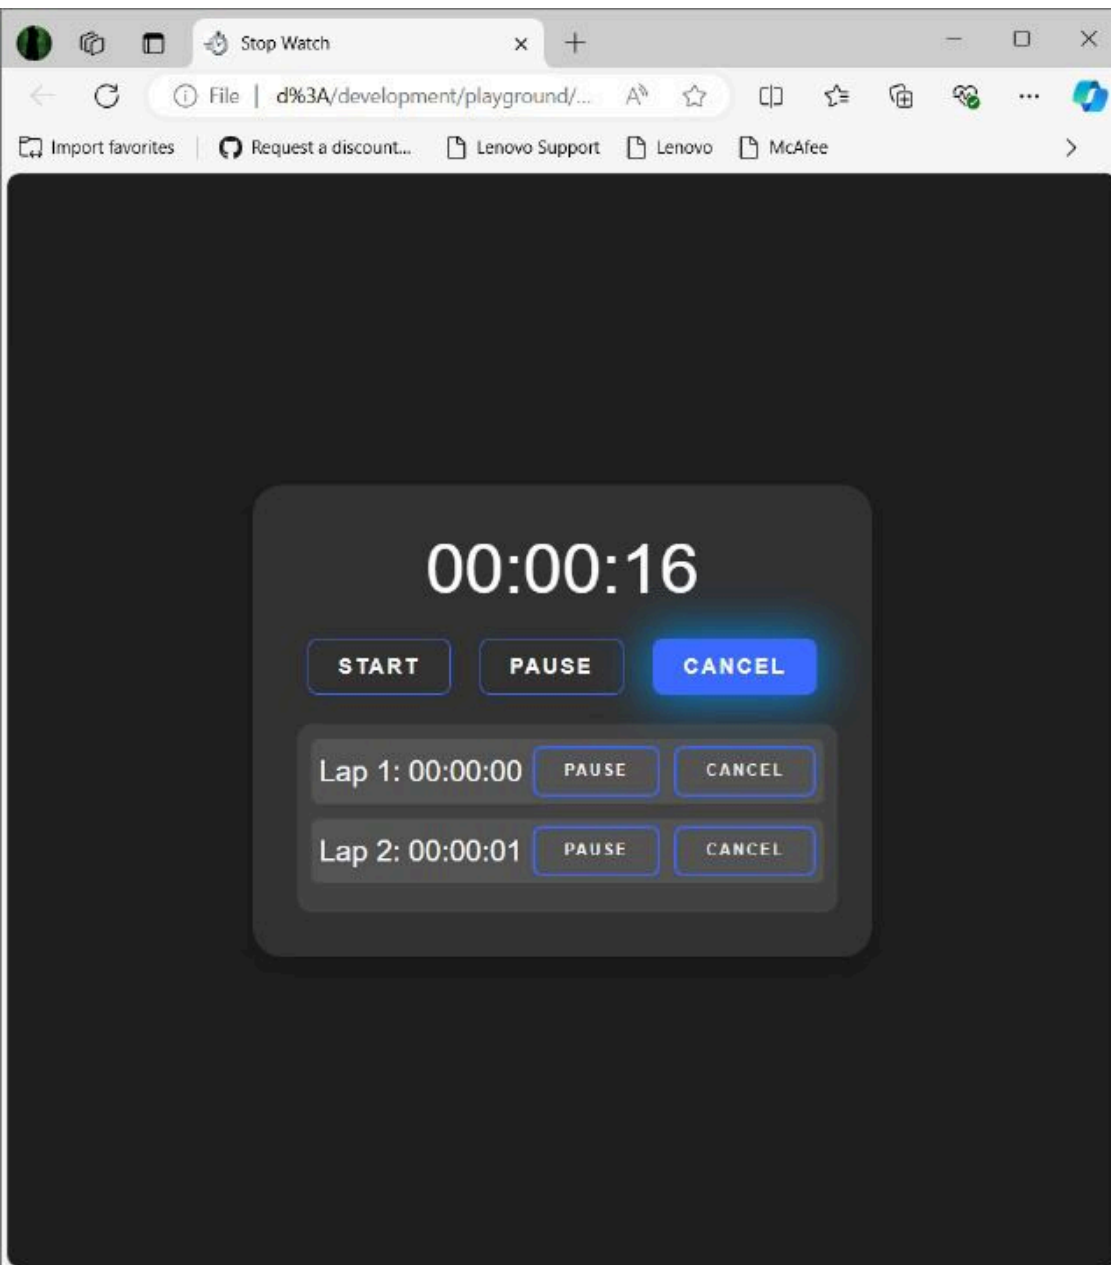 Stop Watch
File | d%3A/development/playground/...
Import favorites Request a discount... Lenovo Support Lenovo McAfee
00:00:16
START PAUSE CANCEL
Lap 1: 00:00:00 PAUSE CANCEL
Lap 2: 00:00:01 PAUSE CANCEL